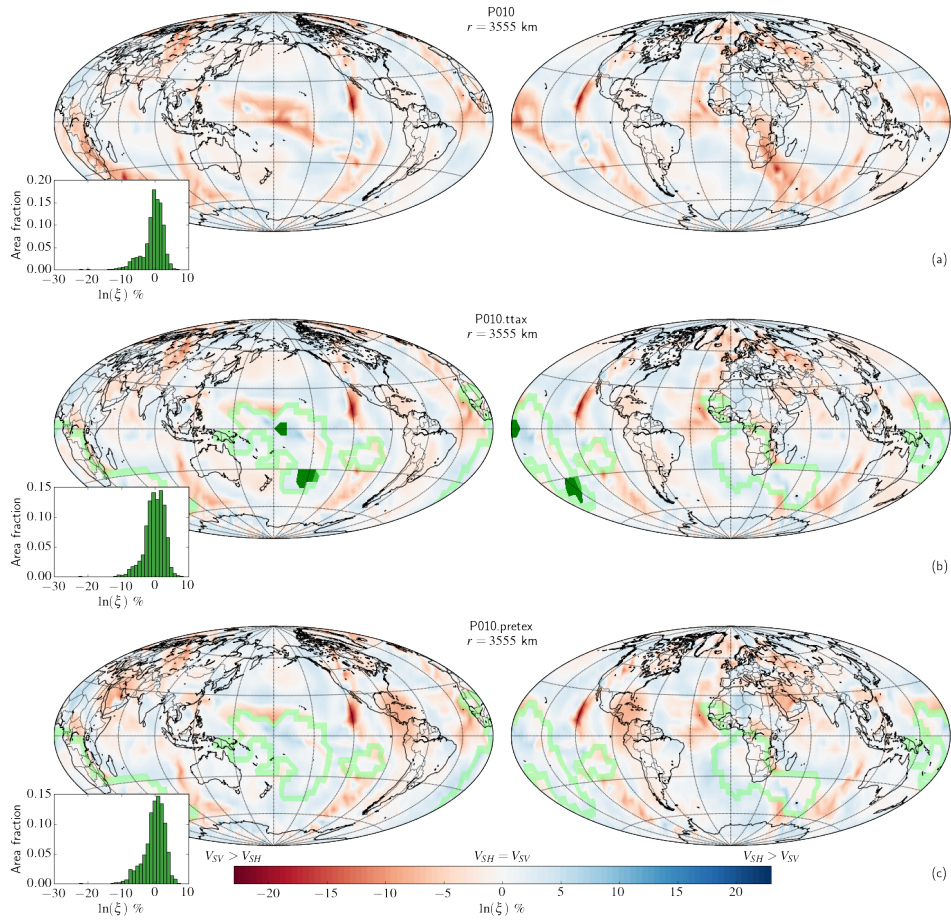 P010
r = 3555 km
0.20
0.15
0.10
0.05
0.00
Area fraction
−30 −20 −10 0 10
ln(ξ) %
(a)
P010.ttax
r = 3555 km
0.15
0.10
0.05
0.00
Area fraction
−30 −20 −10 0 10
ln(ξ) %
(b)
P010.pretex
r = 3555 km
0.15
0.10
0.05
0.00
Area fraction
−30 −20 −10 0 10
ln(ξ) %
V_SV > V_SH V_SH = V_SV V_SH > V_SV
−20 −15 −10 −5 0 5 10 15 20
ln(ξ) %
(c)